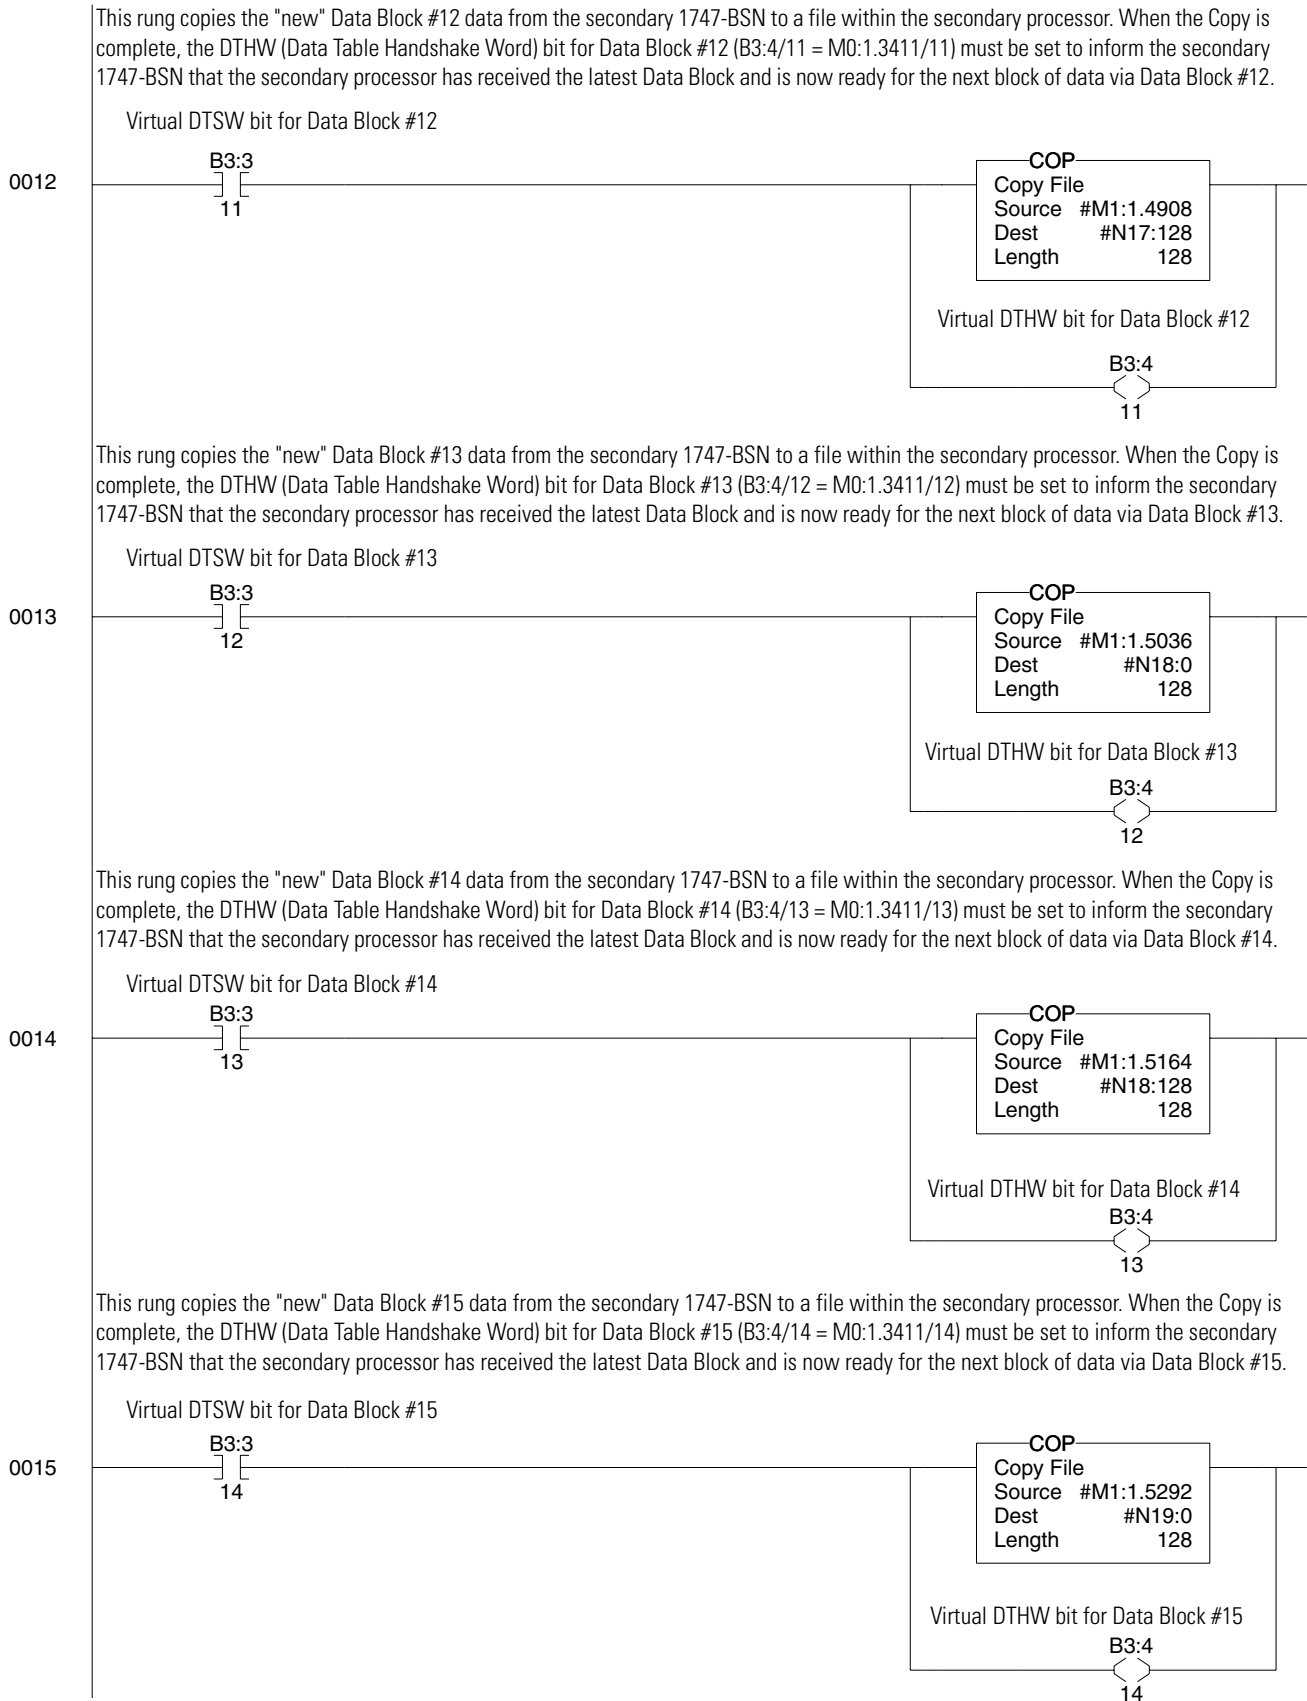 This rung copies the "new" Data Block #12 data from the secondary 1747-BSN to a file within the secondary processor. When the Copy is
complete, the DTHW (Data Table Handshake Word) bit for Data Block #12 (B3:4/11 = M0:1.3411/11) must be set to inform the secondary
1747-BSN that the secondary processor has received the latest Data Block and is now ready for the next block of data via Data Block #12.
Virtual DTSW bit for Data Block #12
B3:3
11
0012
COP
Copy File
Source #M1:1.4908
Dest #N17:128
Length 128
Virtual DTHW bit for Data Block #12
B3:4
11
This rung copies the "new" Data Block #13 data from the secondary 1747-BSN to a file within the secondary processor. When the Copy is
complete, the DTHW (Data Table Handshake Word) bit for Data Block #13 (B3:4/12 = M0:1.3411/12) must be set to inform the secondary
1747-BSN that the secondary processor has received the latest Data Block and is now ready for the next block of data via Data Block #13.
Virtual DTSW bit for Data Block #13
B3:3
12
0013
COP
Copy File
Source #M1:1.5036
Dest #N18:0
Length 128
Virtual DTHW bit for Data Block #13
B3:4
12
This rung copies the "new" Data Block #14 data from the secondary 1747-BSN to a file within the secondary processor. When the Copy is
complete, the DTHW (Data Table Handshake Word) bit for Data Block #14 (B3:4/13 = M0:1.3411/13) must be set to inform the secondary
1747-BSN that the secondary processor has received the latest Data Block and is now ready for the next block of data via Data Block #14.
Virtual DTSW bit for Data Block #14
B3:3
13
0014
COP
Copy File
Source #M1:1.5164
Dest #N18:128
Length 128
Virtual DTHW bit for Data Block #14
B3:4
13
This rung copies the "new" Data Block #15 data from the secondary 1747-BSN to a file within the secondary processor. When the Copy is
complete, the DTHW (Data Table Handshake Word) bit for Data Block #15 (B3:4/14 = M0:1.3411/14) must be set to inform the secondary
1747-BSN that the secondary processor has received the latest Data Block and is now ready for the next block of data via Data Block #15.
Virtual DTSW bit for Data Block #15
B3:3
14
0015
COP
Copy File
Source #M1:1.5292
Dest #N19:0
Length 128
Virtual DTHW bit for Data Block #15
B3:4
14